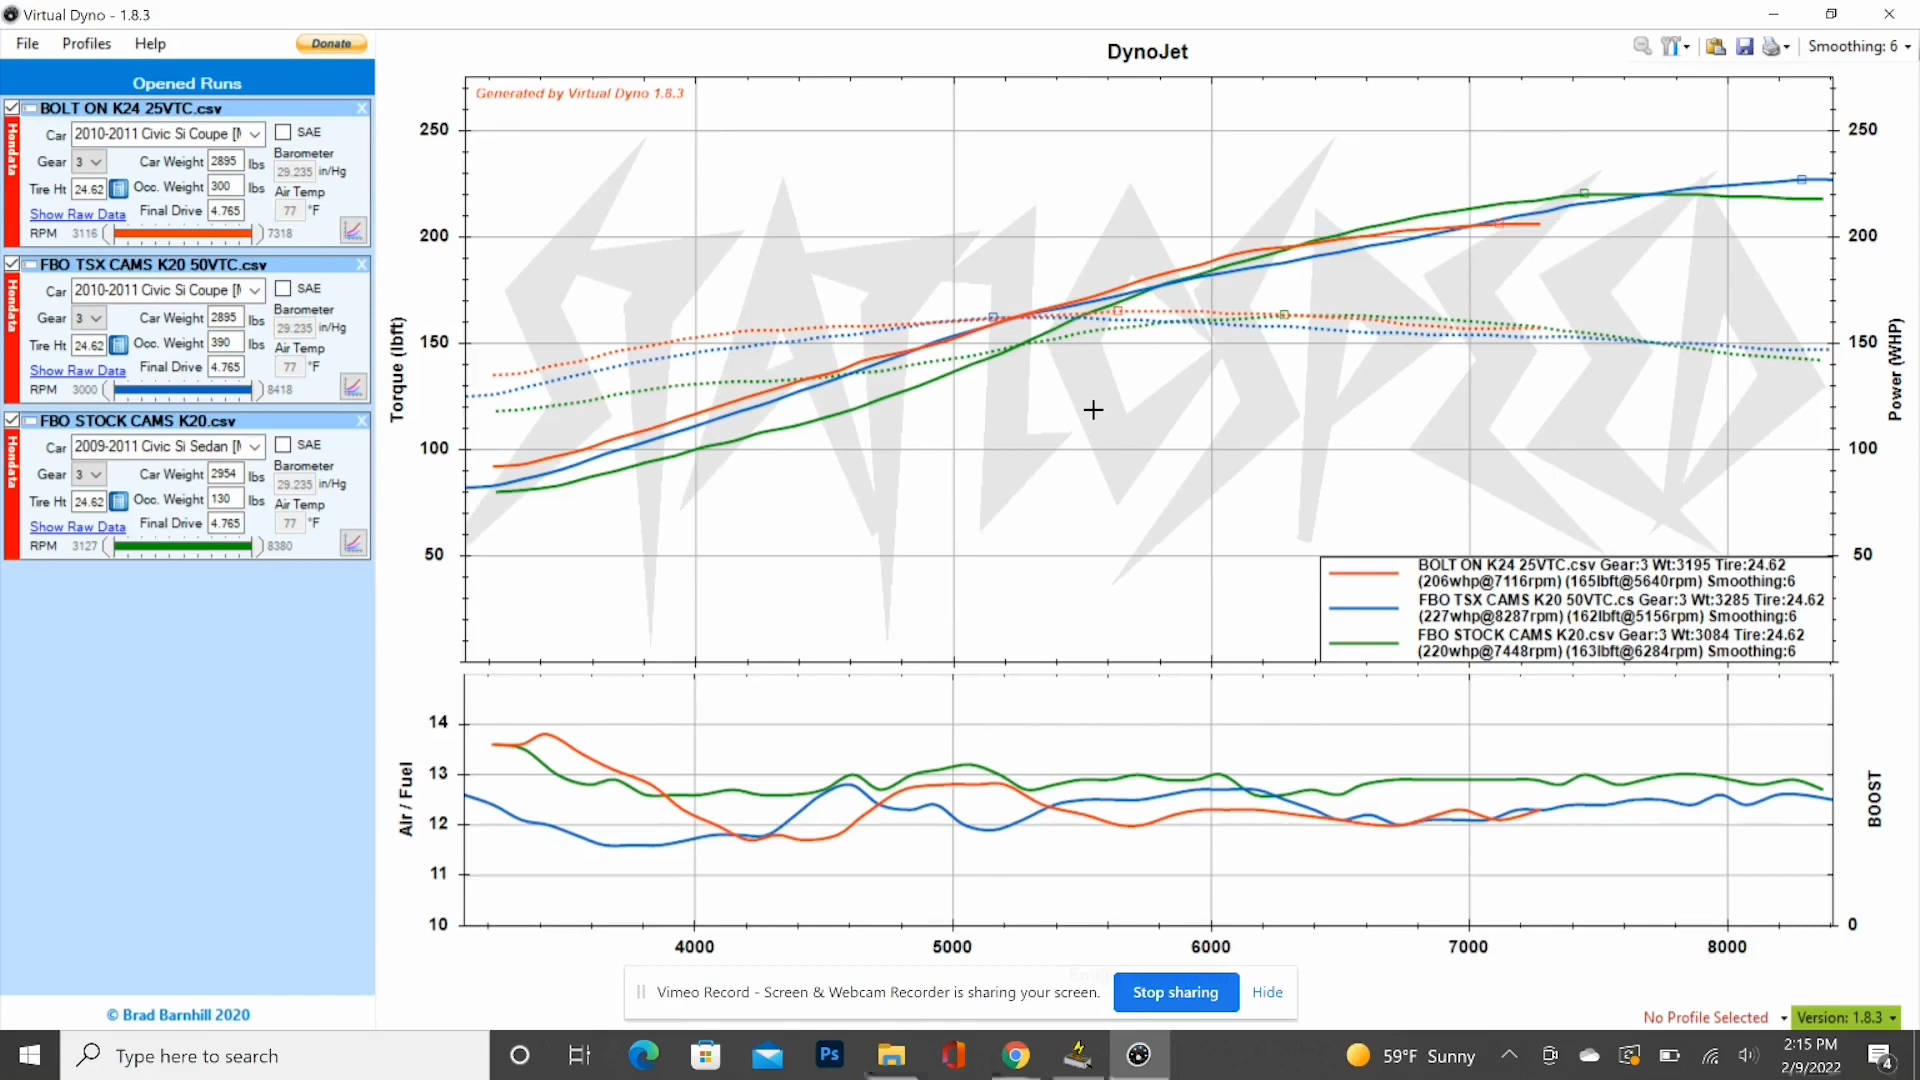 Virtual Dyno - 1.8.3
File Profiles Help Donate
Opened Runs
BOLT ON K24 25VTC.csv X
Hondata
Car 2010-2011 Civic Si Coupe [ SAE
Gear 3 Car Weight 2895 lbs Barometer
29.235 in/Hg
Tire Ht 24.62 Occ. Weight 300 lbs Air Temp
Show Raw Data Final Drive 4.765 77 °F
RPM 3116 7318
FBO TSX CAMS K20 50VTC.csv X
Hondata
Car 2010-2011 Civic Si Coupe [ SAE
Gear 3 Car Weight 2895 lbs Barometer
29.235 in/Hg
Tire Ht 24.62 Occ. Weight 390 lbs Air Temp
Show Raw Data Final Drive 4.765 77 °F
RPM 3000 8418
FBO STOCK CAMS K20.csv X
Hondata
Car 2009-2011 Civic Si Sedan [ SAE
Gear 3 Car Weight 2954 lbs Barometer
29.235 in/Hg
Tire Ht 24.62 Occ. Weight 130 lbs Air Temp
Show Raw Data Final Drive 4.765 77 °F
RPM 3127 8380
© Brad Barnhill 2020
DynoJet
Smoothing: 6
Generated by Virtual Dyno 1.8.3
STATICSPEED
250 250
200 200
150 150
100 100
50 50
Torque (lbft)
Power (WHP)
BOLT ON K24 25VTC.csv Gear:3 Wt:3195 Tire:24.62
(206whp@7116rpm) (165lbft@5640rpm) Smoothing:6
FBO TSX CAMS K20 50VTC.cs Gear:3 Wt:3285 Tire:24.62
(227whp@8287rpm) (162lbft@5156rpm) Smoothing:6
FBO STOCK CAMS K20.csv Gear:3 Wt:3084 Tire:24.62
(220whp@7448rpm) (163lbft@6284rpm) Smoothing:6
14
13
12
11
10 0
Air / Fuel
BOOST
4000 5000 6000 7000 8000
Vimeo Record - Screen & Webcam Recorder is sharing your screen. Stop sharing Hide
No Profile Selected Version: 1.8.3
Type here to search
Ps
59°F Sunny
2:15 PM
2/9/2022
4